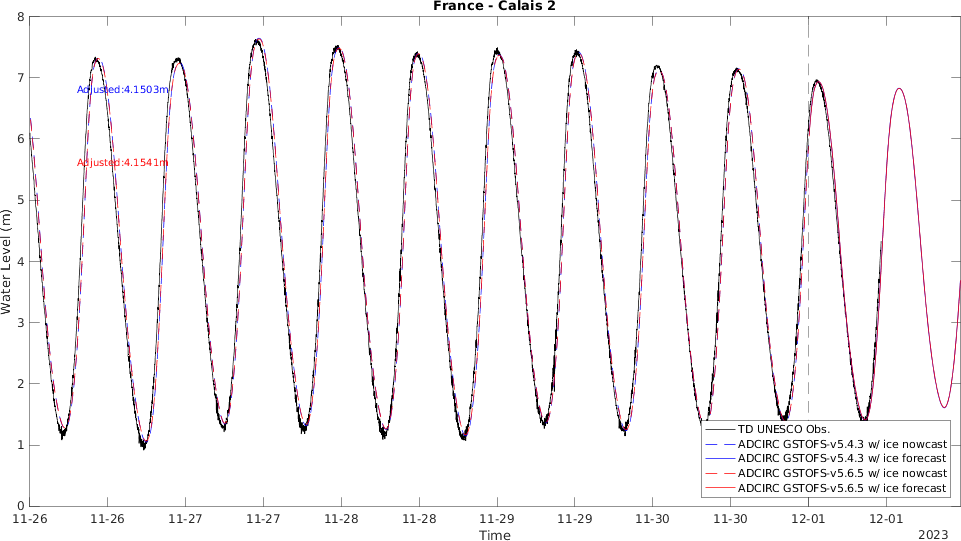 France - Calais 2
8
7
6
5
4
3
2
1
0
Water Level (m)
Adjusted:4.1503m
Adjusted:4.1541m
TD UNESCO Obs.
ADCIRC GSTOFS-v5.4.3 w/ ice nowcast
ADCIRC GSTOFS-v5.4.3 w/ ice forecast
ADCIRC GSTOFS-v5.6.5 w/ ice nowcast
ADCIRC GSTOFS-v5.6.5 w/ ice forecast
11-26 11-26 11-27 11-27 11-28 11-28 11-29 11-29 11-30 11-30 12-01 12-01
Time
2023